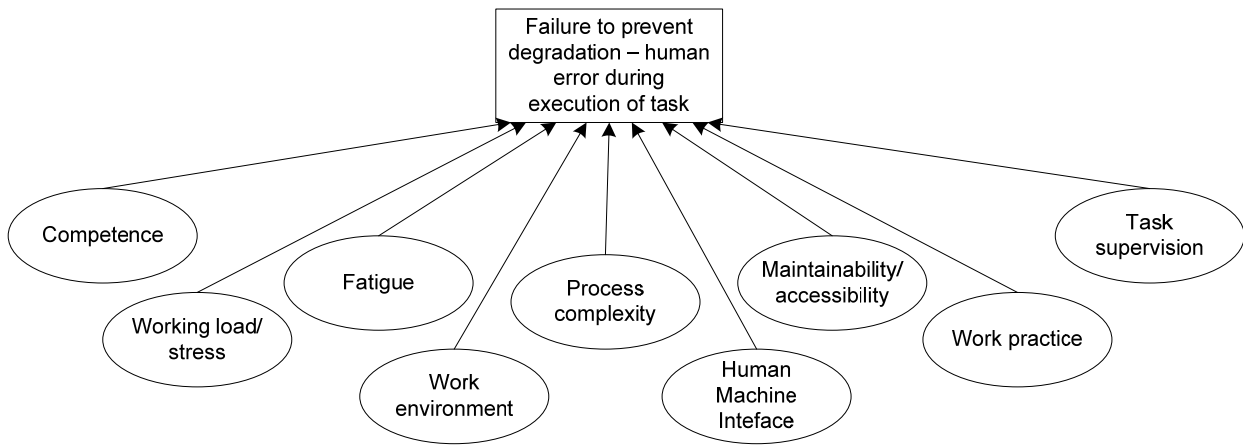 Failure to prevent
degradation – human
error during
execution of task
Competence
Working load/
stress
Fatigue
Work
environment
Process
complexity
Human
Machine
Inteface
Maintainability/
accessibility
Work practice
Task
supervision